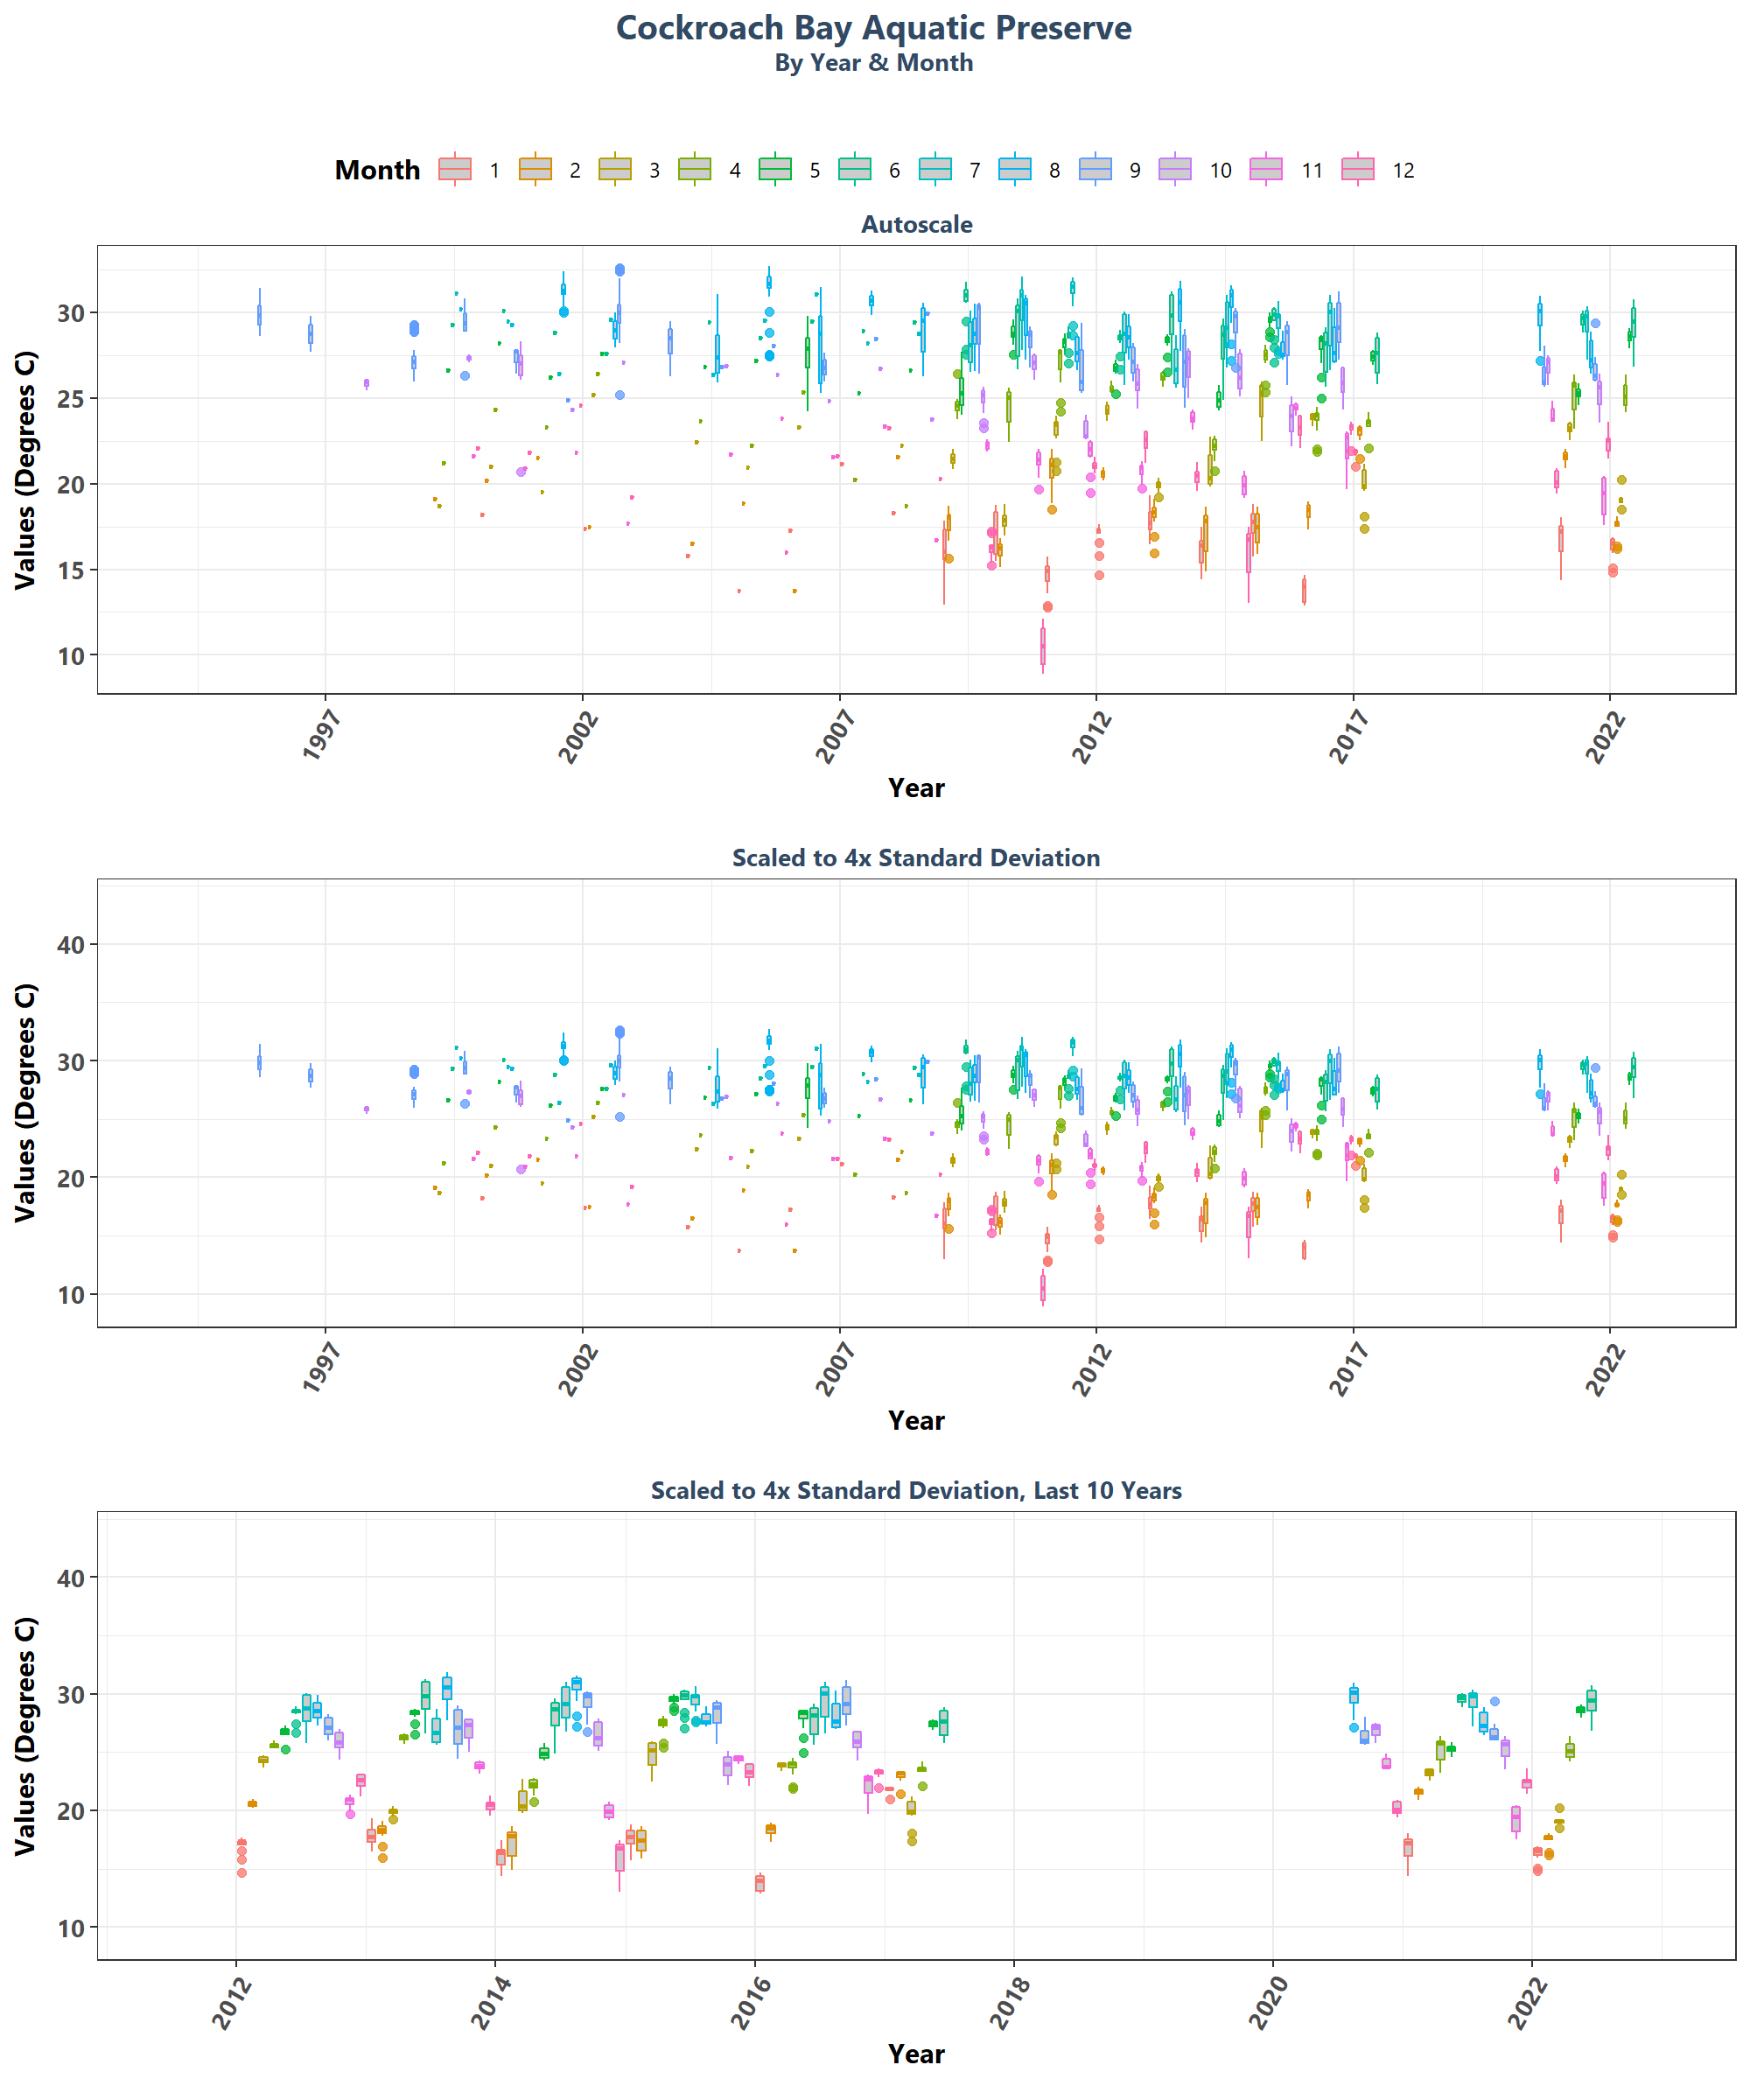 Cockroach Bay Aquatic Preserve
By Year & Month
Month 1 2 3 4 5 6 7 8 9 10 11 12
Autoscale
Values (Degrees C)
30
25
20
15
10
1997 2002 2007 2012 2017 2022
Year
Scaled to 4x Standard Deviation
Values (Degrees C)
40
30
20
10
1997 2002 2007 2012 2017 2022
Year
Scaled to 4x Standard Deviation, Last 10 Years
Values (Degrees C)
40
30
20
10
2012 2014 2016 2018 2020 2022
Year